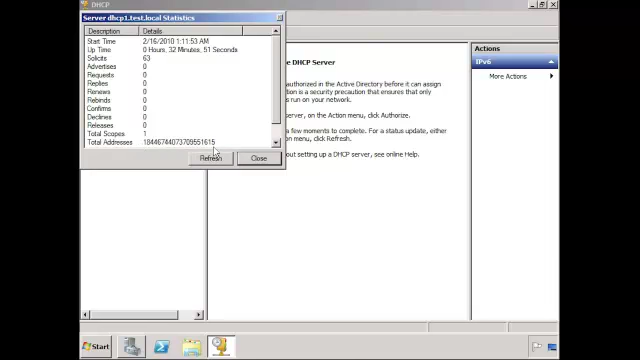 DHCP
Server dhcp1.test.local Statistics
Description Details
Start Time 2/16/2010 1:11:53 AM
Up Time 0 Hours, 32 Minutes, 51 Seconds
Solicits 63
Advertises 0
Requests 0
Replies 0
Renews 0
Rebinds 0
Confirms 0
Declines 0
Releases 0
Total Scopes 1
Total Addresses 18446744073709551615
Refresh Close
e DHCP Server
authorized in the Active Directory before it can assign
is a security precaution that ensures that only
run on your network.
server, on the Action menu, click Authorize.
a few moments to complete. For a status update, either
on menu, click Refresh.
out setting up a DHCP server, see online Help.
Actions
IPv6
More Actions
Start